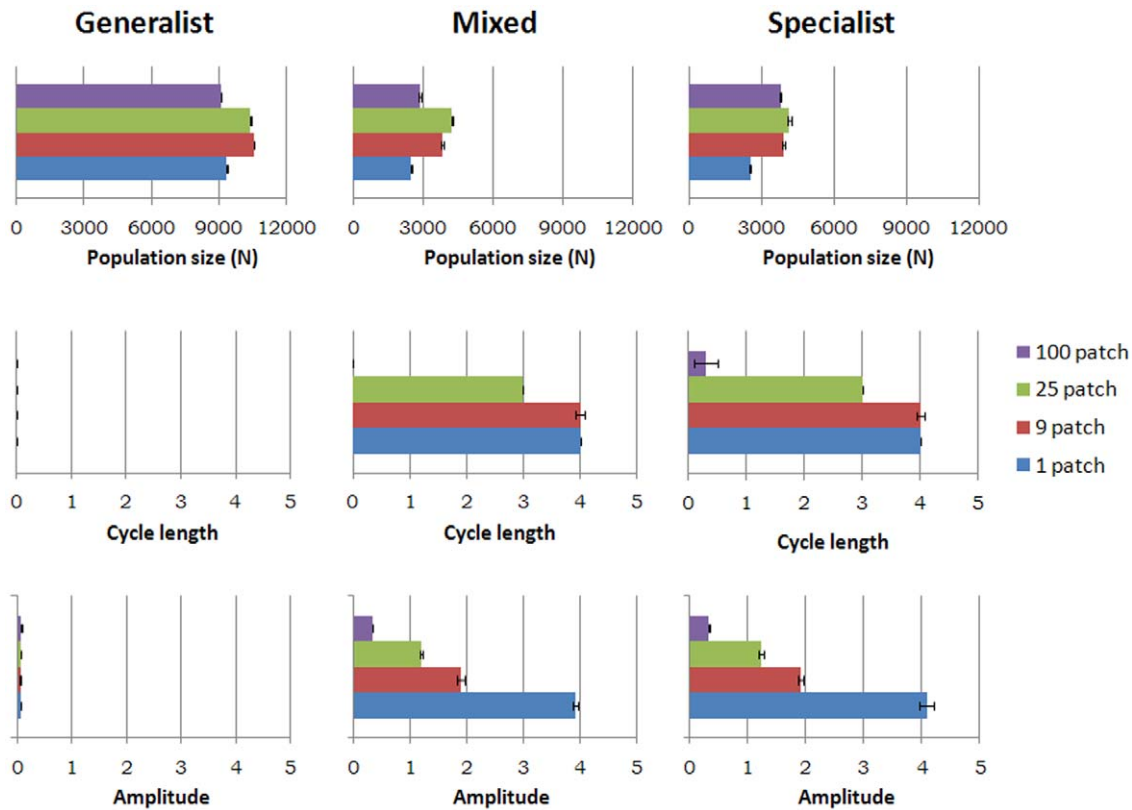 Generalist Mixed Specialist
0 3000 6000 9000 12000 0 3000 6000 9000 12000 0 3000 6000 9000 12000
Population size (N) Population size (N) Population size (N)
100 patch
25 patch
9 patch
1 patch
0 1 2 3 4 5 0 1 2 3 4 5 0 1 2 3 4 5
Cycle length Cycle length Cycle length
0 1 2 3 4 5 0 1 2 3 4 5 0 1 2 3 4 5
Amplitude Amplitude Amplitude